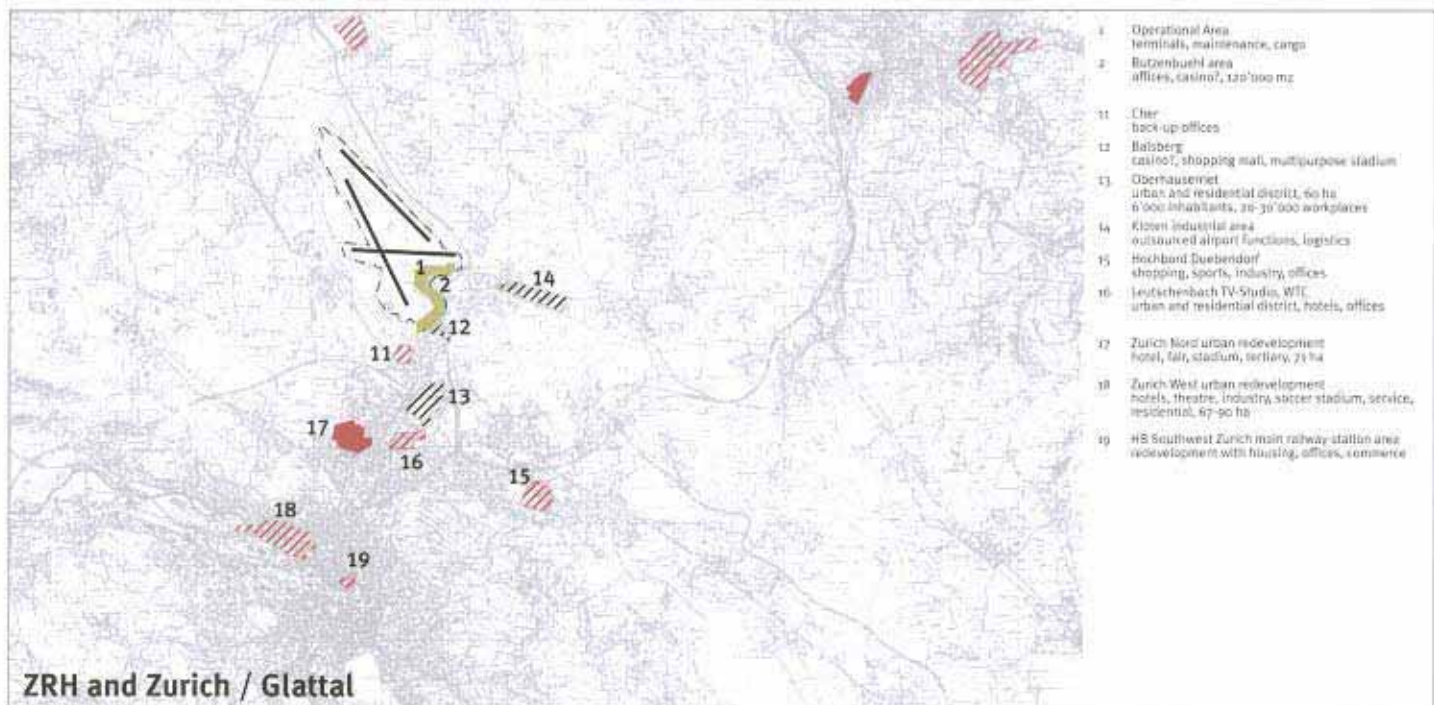 1
2
14
12
11
13
17
16
15
18
19
ZRH and Zurich / Glattal
1 Operational Area
terminals, maintenance, cargo
2 Butzenbuehl area
offices, casino?, 120'000 m2
11 Cher
back-up offices
12 Balsberg
casino?, shopping mall, multipurpose stadium
13 Oberhauserriet
urban and residential district, 60 ha
6'000 inhabitants, 20-30'000 workplaces
14 Kloten industrial area
outsourced airport functions, logistics
15 Hochbord Duebendorf
shopping, sports, industry, offices
16 Leutschenbach TV-Studio, WTC
urban and residential district, hotels, offices
17 Zurich Nord urban redevelopment
hotel, fair, stadium, tertiary, 71 ha
18 Zurich West urban redevelopment
hotels, theatre, industry, soccer stadium, service,
residential, 67-90 ha
19 HB Southwest Zurich main railway station area
redevelopment with housing, offices, commerce